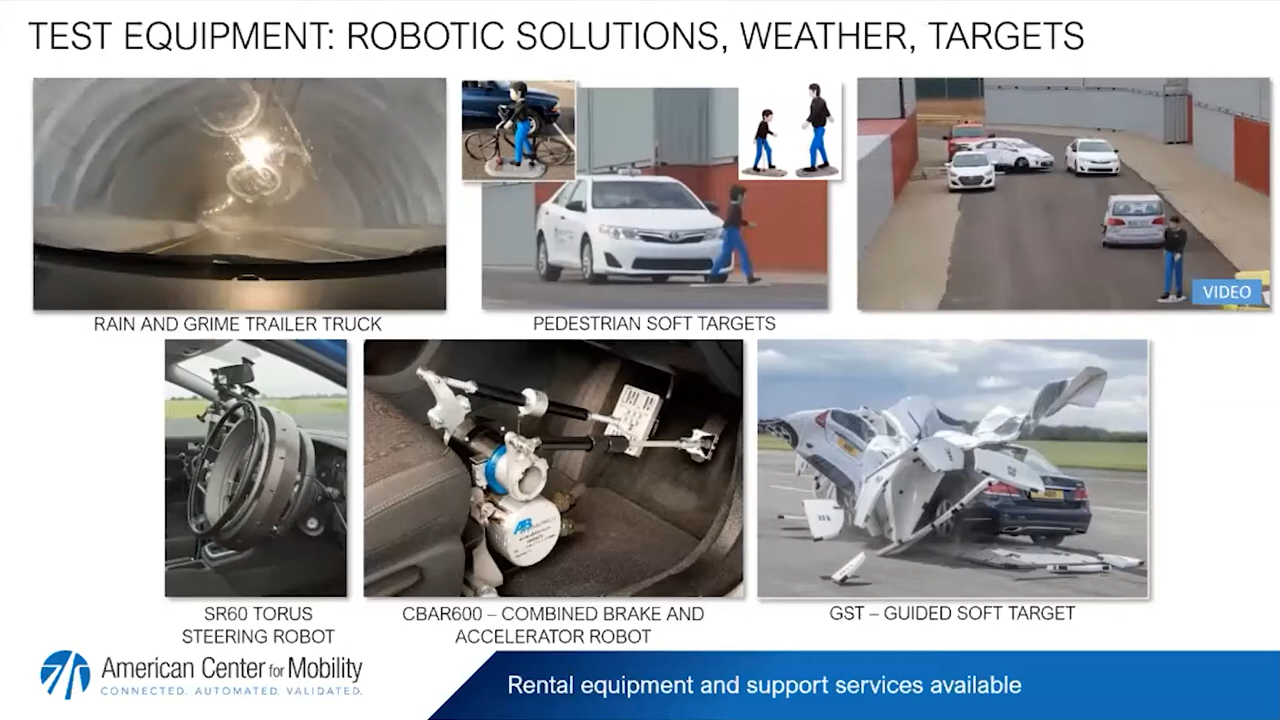 TEST EQUIPMENT: ROBOTIC SOLUTIONS, WEATHER, TARGETS
VIDEO
RAIN AND GRIME TRAILER TRUCK
PEDESTRIAN SOFT TARGETS
AB
SR60 TORUS
STEERING ROBOT
CBAR600 – COMBINED BRAKE AND
ACCELERATOR ROBOT
GST – GUIDED SOFT TARGET
American Center for Mobility
CONNECTED. AUTOMATED. VALIDATED.
Rental equipment and support services available